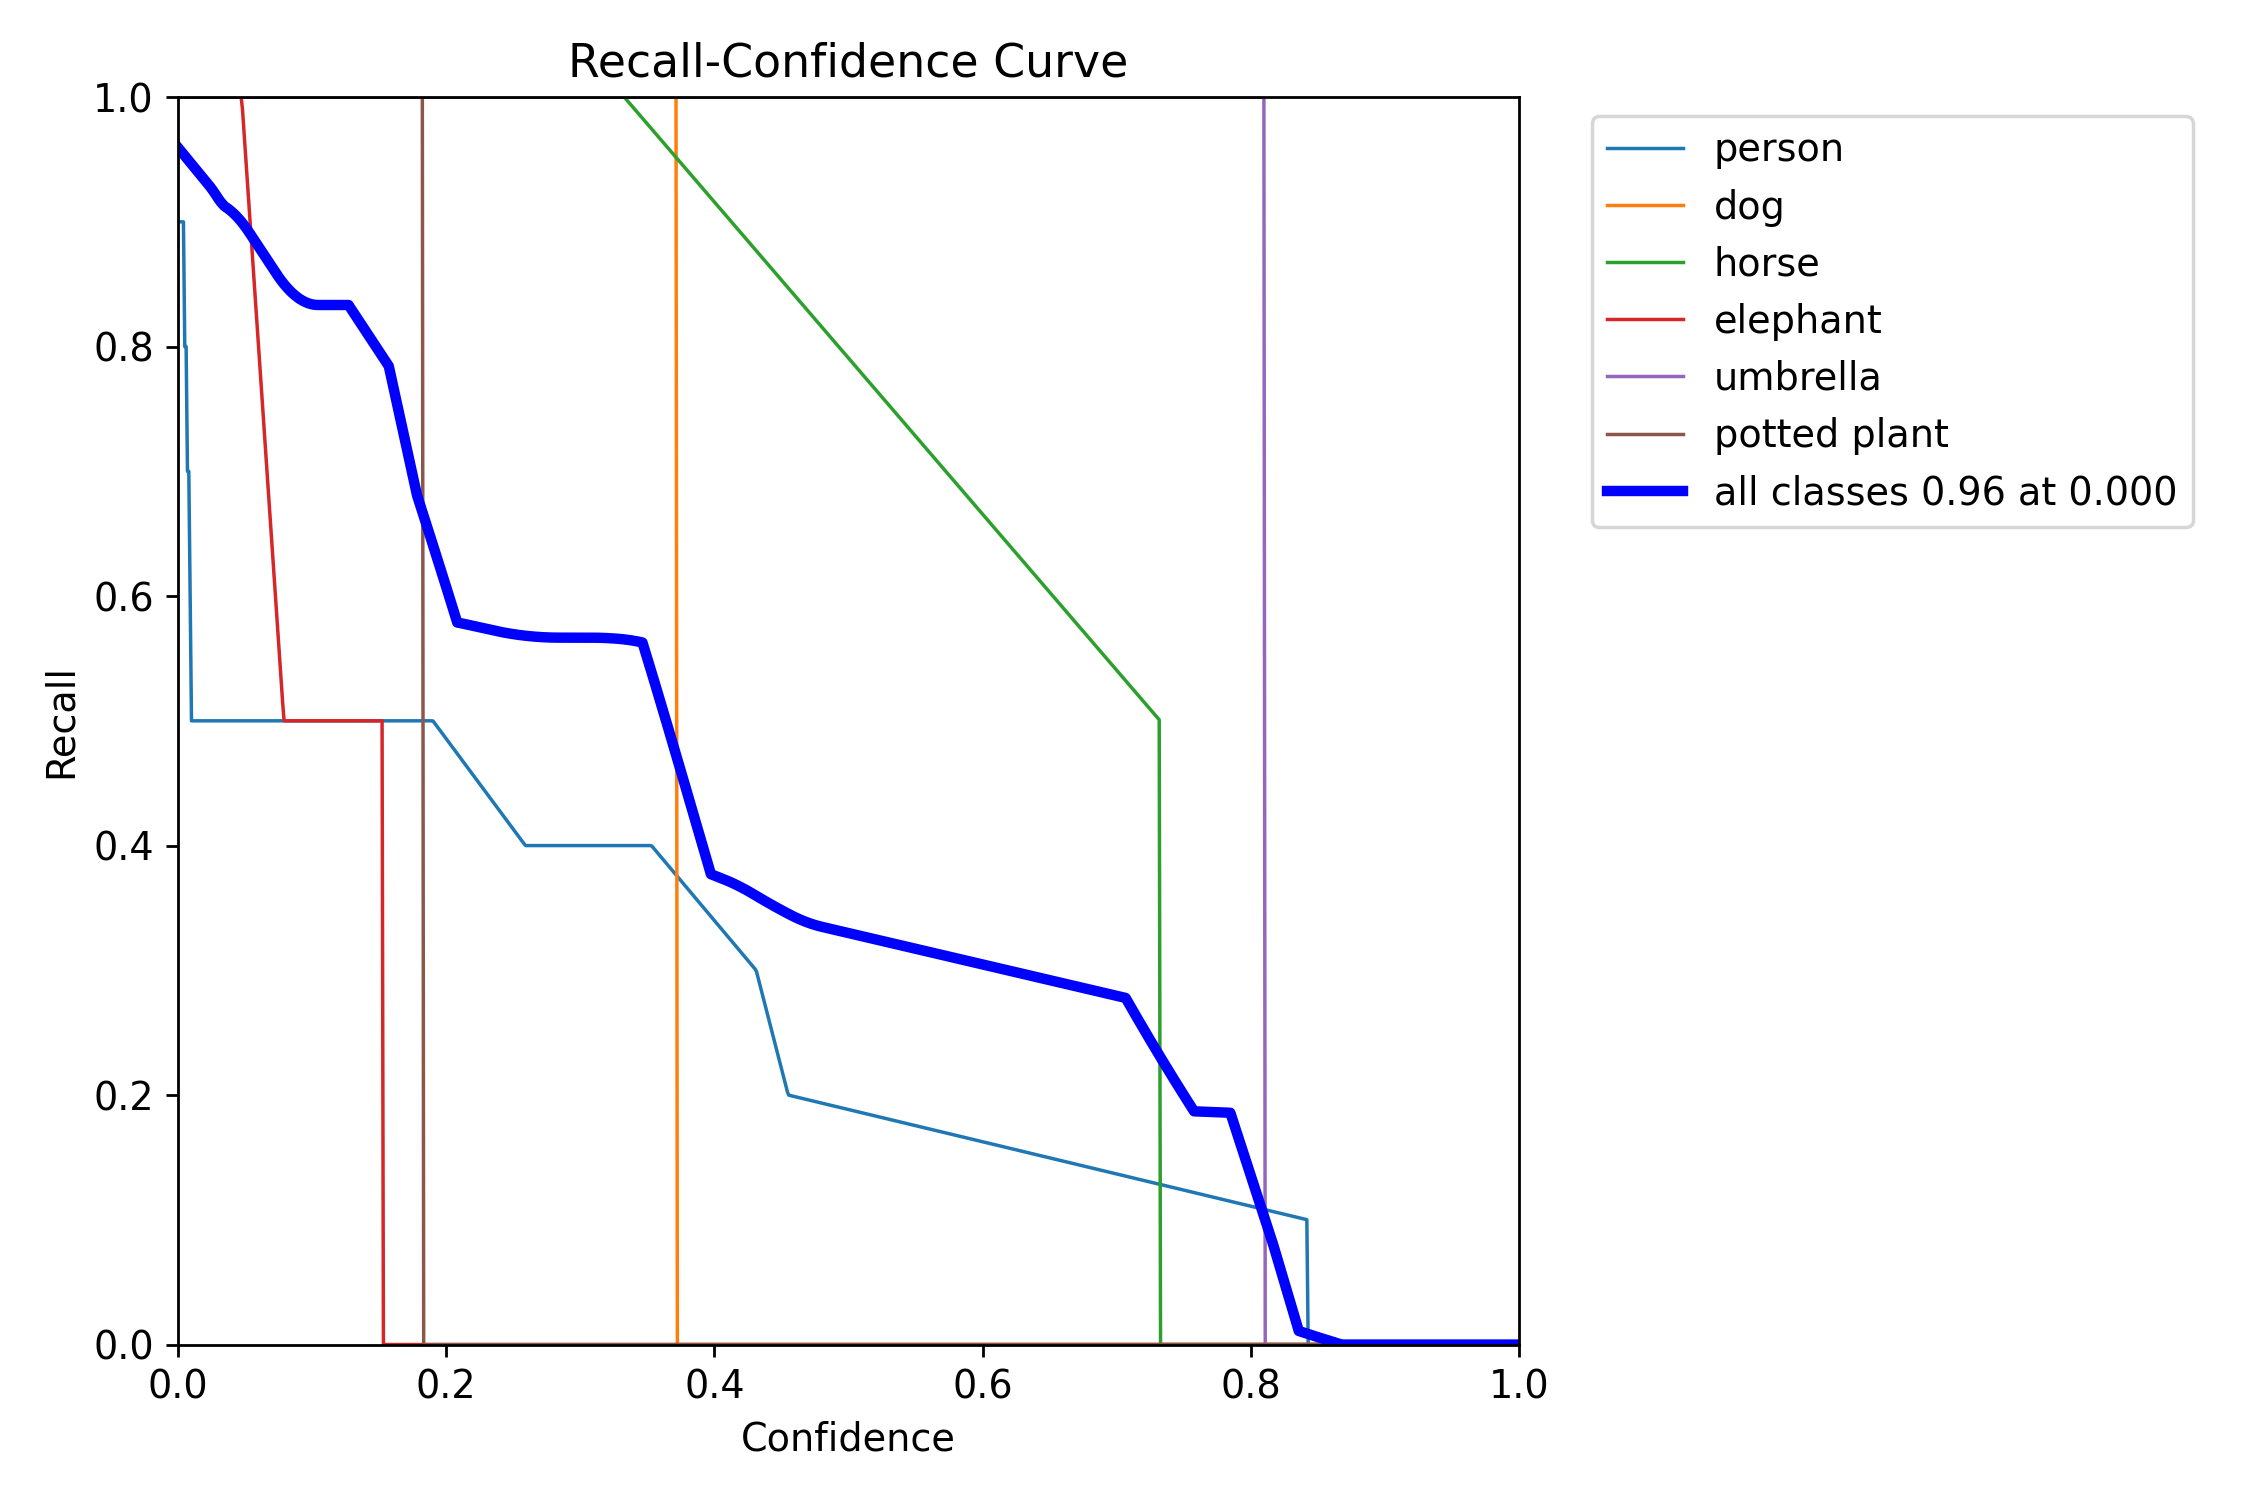 Recall-Confidence Curve
1.0
0.8
0.6
0.4
0.2
0.0
Recall
0.0 0.2 0.4 0.6 0.8 1.0
Confidence
person
dog
horse
elephant
umbrella
potted plant
all classes 0.96 at 0.000